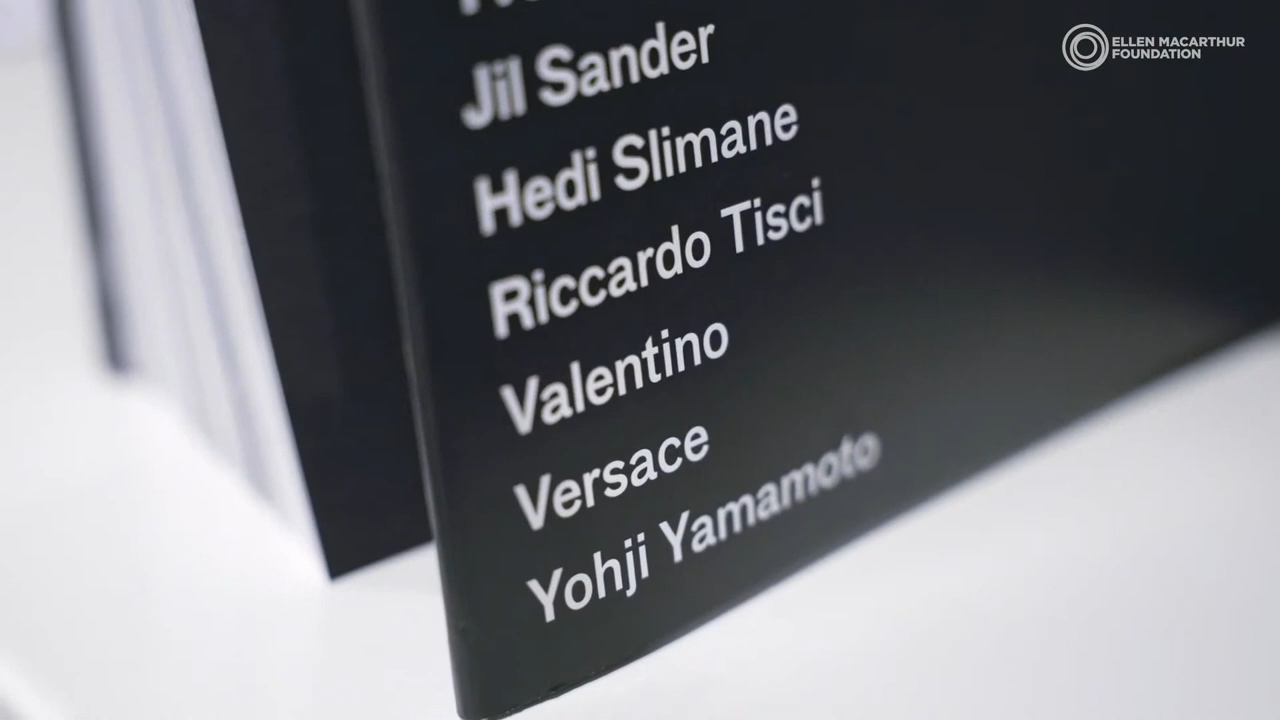 Jil Sander
Hedi Slimane
Riccardo Tisci
Valentino
Versace
Yohji Yamamoto
ELLEN MACARTHUR
FOUNDATION